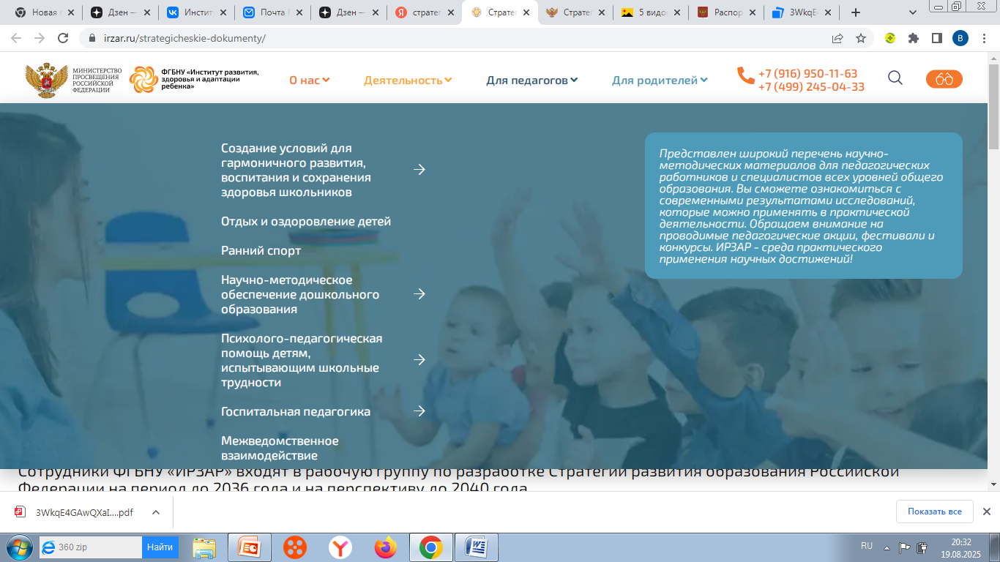 Новая в
Дзен —
Инстит
Почта М
Дзен —
стратег
Страте
Страте
5 видо
Распор
3WkqE
irzar.ru/strategicheskie-dokumenty/
В
МИНИСТЕРСТВО
ПРОСВЕЩЕНИЯ
РОССИЙСКОЙ
ФЕДЕРАЦИИ
ФГБНУ «Институт развития,
здоровья и адаптации
ребенка»
О нас
Деятельность
Для педагогов
Для родителей
+7 (916) 950-11-63
+7 (499) 245-04-33
Создание условий для
гармоничного развития,
воспитания и сохранения
здоровья школьников
Отдых и оздоровление детей
Ранний спорт
Научно-методическое
обеспечение дошкольного
образования
Психолого-педагогическая
помощь детям,
испытывающим школьные
трудности
Госпитальная педагогика
Межведомственное
взаимодействие
Представлен широкий перечень научно-
методических материалов для педагогических
работников и специалистов всех уровней общего
образования. Вы сможете ознакомиться с
современными результатами исследований,
которые можно применять в практической
деятельности. Обращаем внимание на
проводимые педагогические акции, фестивали и
конкурсы. ИРЗАР - среда практического
применения научных достижений!
Сотрудники ФГБНУ «ИРЗАР» входят в рабочую группу по разработке Стратегии развития образования Российской
Федерации на период до 2036 года и на перспективу до 2040 года
3WkqE4GAwQXaI....pdf
Показать все
360 zip
Найти
RU
20:32
19.08.2025